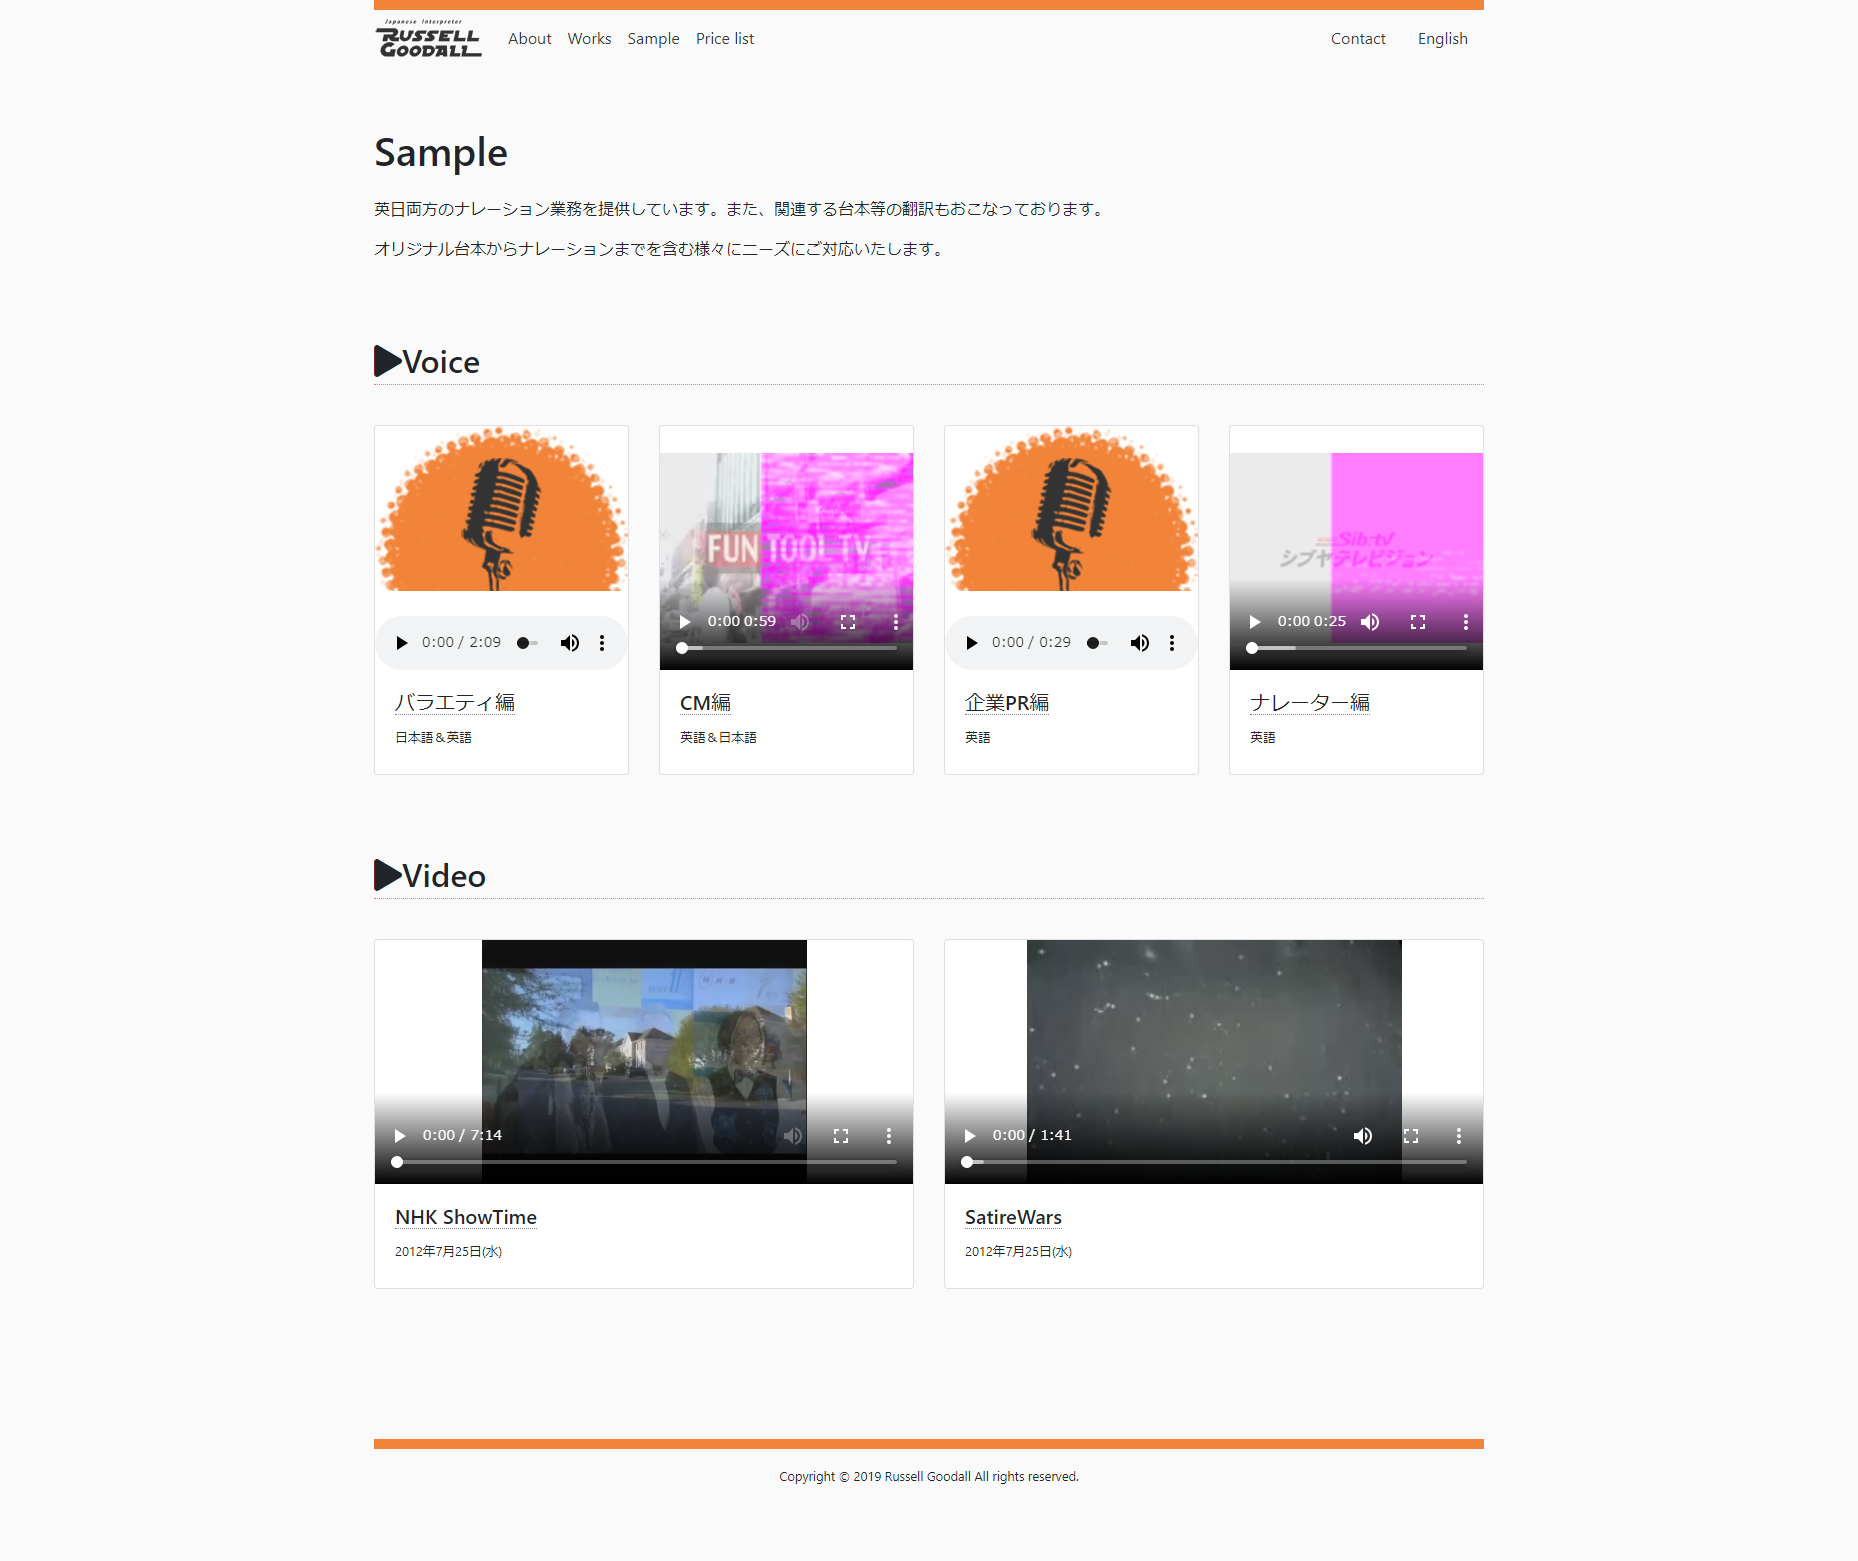 Japanese Interpreter
RUSSELL
GOODALL
About Works Sample Price list
Contact English
Sample
英日両方のナレーション業務を提供しています。また、関連する台本等の翻訳もおこなっております。
オリジナル台本からナレーションまでを含む様々にニーズにご対応いたします。
Voice
FUN TOOL TV
Sib-tv
シブヤテレビジョン
0:00 / 2:09
0:00 0:59
0:00 / 0:29
0:00 0:25
バラエティ編
日本語＆英語
CM編
英語＆日本語
企業PR編
英語
ナレーター編
英語
Video
NHK
0:00 / 7:14
0:00 / 1:41
NHK ShowTime
2012年7月25日(水)
SatireWars
2012年7月25日(水)
Copyright © 2019 Russell Goodall All rights reserved.